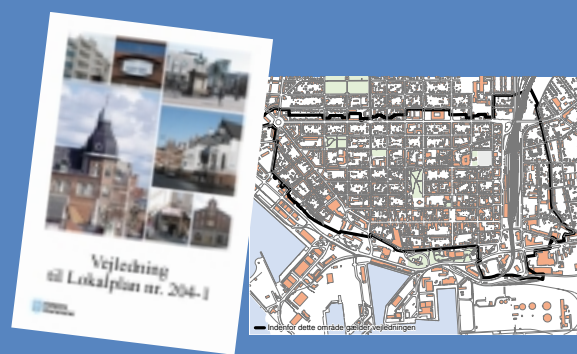 Vejledning
til Lokalplan nr. 204-1
Indenfor dette område gælder vejledningen